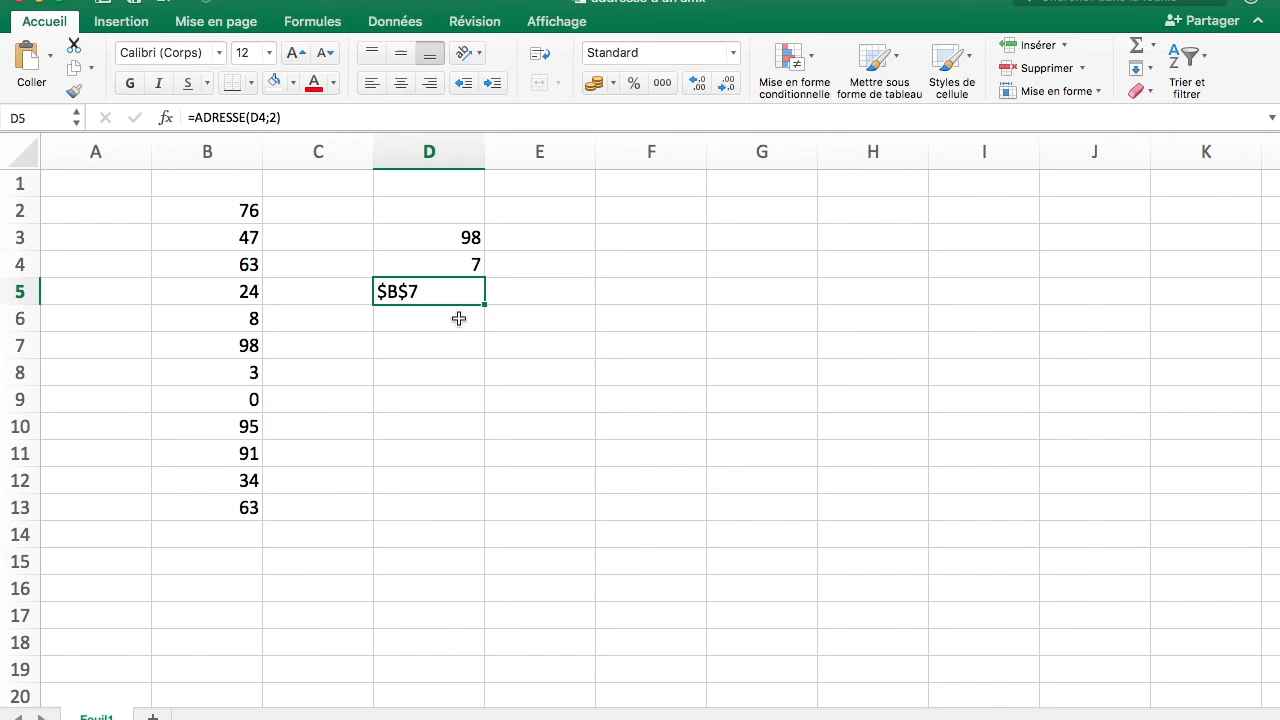 Accueil Insertion Mise en page Formules Données Révision Affichage Partager
Coller Calibri (Corps) 12 A A Standard Insérer
G I S A % 000 Supprimer
Mise en forme conditionnelle Mettre sous forme de tableau Styles de cellule Mise en forme Trier et filtrer
D5 fx =ADRESSE(D4;2)
A B C D E F G H I J K
1
2 76
3 47 98
4 63 7
5 24 $B$7
6 8
7 98
8 3
9 0
10 95
11 91
12 34
13 63
14
15
16
17
18
19
20
Feuil1